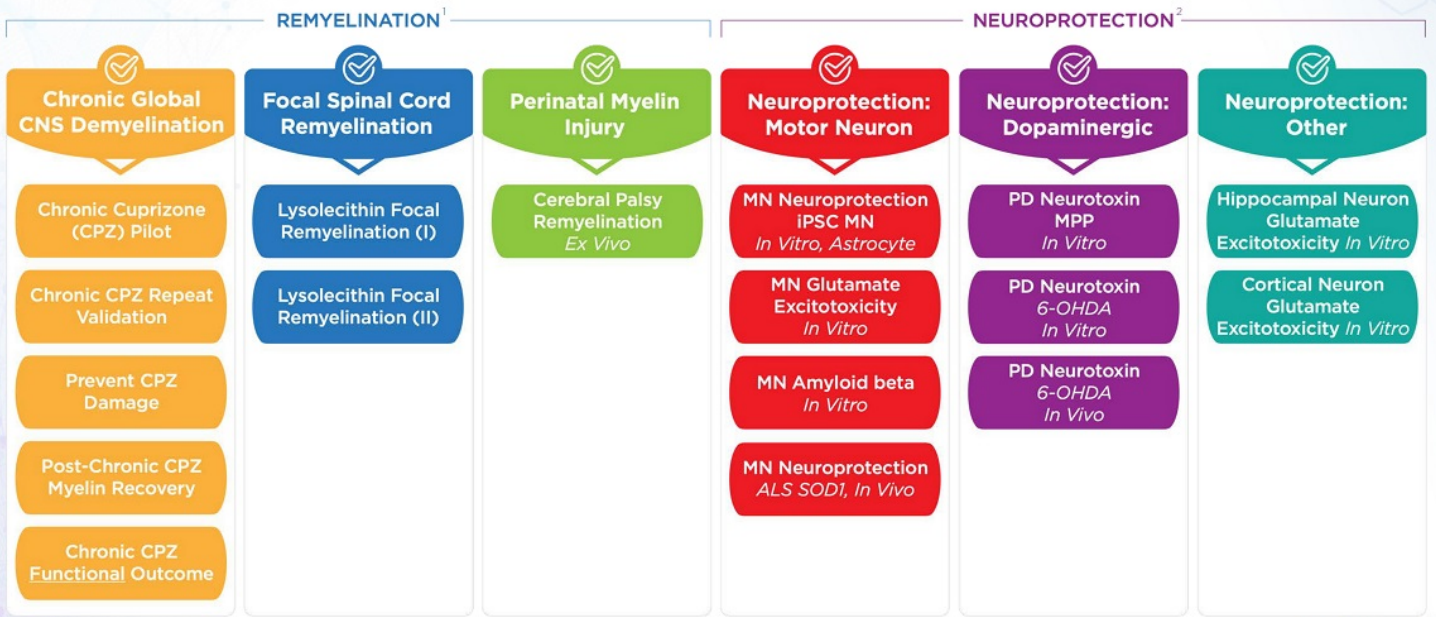 REMYELINATION1
NEUROPROTECTION2
Chronic Global
CNS Demyelination
Chronic Cuprizone
(CPZ) Pilot
Chronic CPZ Repeat
Validation
Prevent CPZ
Damage
Post-Chronic CPZ
Myelin Recovery
Chronic CPZ
Functional Outcome
Focal Spinal Cord
Remyelination
Lysolecithin Focal
Remyelination (I)
Lysolecithin Focal
Remyelination (II)
Perinatal Myelin
Injury
Cerebral Palsy
Remyelination
Ex Vivo
Neuroprotection:
Motor Neuron
MN Neuroprotection
iPSC MN
In Vitro, Astrocyte
MN Glutamate
Excitotoxicity
In Vitro
MN Amyloid beta
In Vitro
MN Neuroprotection
ALS SOD1, In Vivo
Neuroprotection:
Dopaminergic
PD Neurotoxin
MPP
In Vitro
PD Neurotoxin
6-OHDA
In Vitro
PD Neurotoxin
6-OHDA
In Vivo
Neuroprotection:
Other
Hippocampal Neuron
Glutamate
Excitotoxicity In Vitro
Cortical Neuron
Glutamate
Excitotoxicity In Vitro